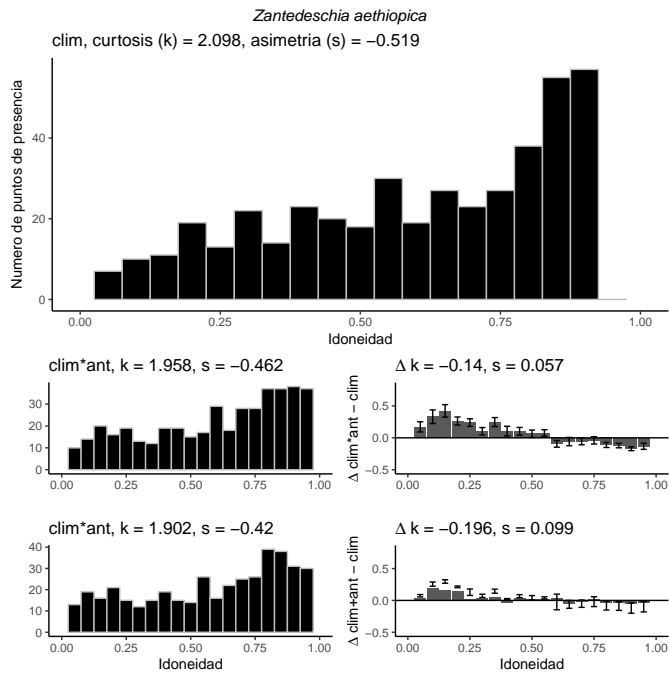 Zantedeschia aethiopica
clim, curtosis (k) = 2.098, asimetria (s) = −0.519
Numero de puntos de presencia
40
20
0
0.00 0.25 0.50 0.75 1.00
Idoneidad
clim*ant, k = 1.958, s = −0.462
30
20
10
0
0.00 0.25 0.50 0.75 1.00
Δ k = −0.14, s = 0.057
Δ clim*ant − clim
0.5
0.0
−0.5
0.00 0.25 0.50 0.75 1.00
clim*ant, k = 1.902, s = −0.42
40
30
20
10
0
0.00 0.25 0.50 0.75 1.00
Idoneidad
Δ k = −0.196, s = 0.099
Δ clim+ant − clim
0.5
0.0
−0.5
0.00 0.25 0.50 0.75 1.00
Idoneidad